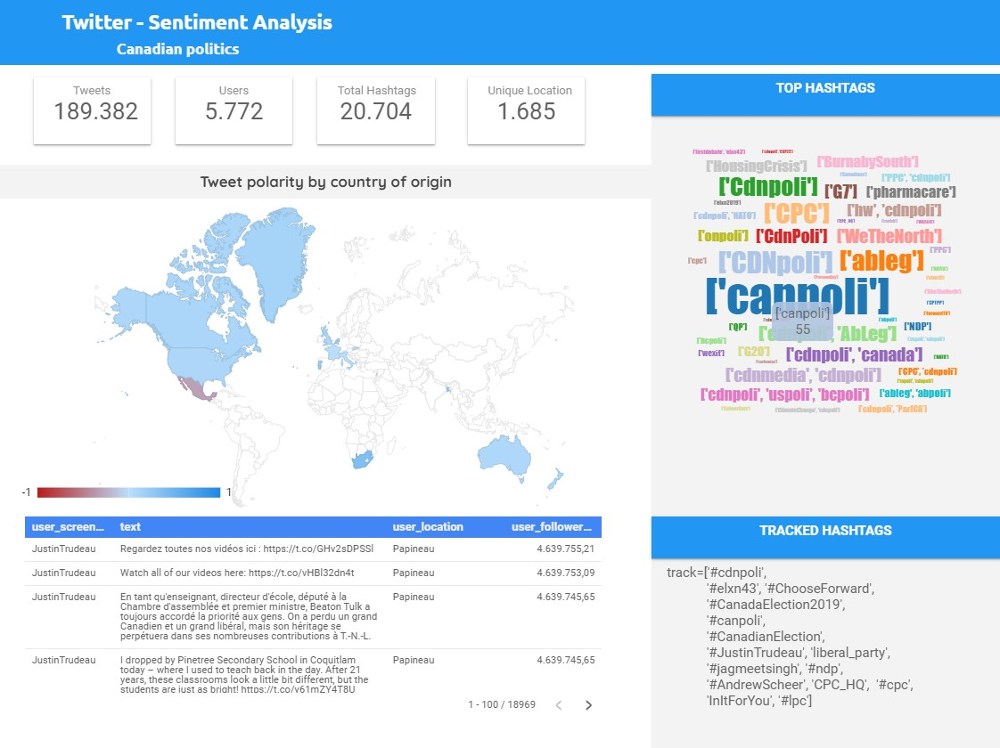 Twitter - Sentiment Analysis
Canadian politics
Tweets
189.382
Users
5.772
Total Hashtags
20.704
Unique Location
1.685
Tweet polarity by country of origin
-1
1
user_screen... text user_location user_follower...
JustinTrudeau Regardez toutes nos vidéos ici : https://t.co/GHv2sDPSSl Papineau 4.639.755,21
JustinTrudeau Watch all of our videos here: https://t.co/vHBl32dn4t Papineau 4.639.753,09
JustinTrudeau En tant qu'enseignant, directeur d'école, député à la Papineau 4.639.745,65
Chambre d'assemblée et premier ministre, Beaton Tulk a
toujours accordé la priorité aux gens. On a perdu un grand
Canadien et un grand libéral, mais son héritage se
perpétuera dans ses nombreuses contributions à T.-N.-L.
JustinTrudeau I dropped by Pinetree Secondary School in Coquitlam Papineau 4.639.745,65
today – where I used to teach back in the day. After 21
years, these classrooms look a little bit different, but the
students are just as bright! https://t.co/v61mZY4T8U
1 - 100 / 18969
TOP HASHTAGS
['firstdebate', 'elxn43']
['HousingCrisis'] ['BurnabySouth']
['PPC', 'cdnpoli']
['Cdnpoli'] ['G7'] ['pharmacare']
['elxn2019']
['cdnpoli', 'NATO'] ['CPC'] ['hw', 'cdnpoli']
['onpoli'] ['CdnPoli'] ['WeTheNorth']
['cpc'] ['CDNpoli'] ['ableg']
['canpoli']
['canpoli']
55
['QP'] ['NDP']
['bcpoli']
['wexit'] ['G20'] ['cdnpoli', 'canada']
['cdnmedia', 'cdnpoli'] ['CPC', 'cdnpoli']
['cdnpoli', 'uspoli', 'bcpoli'] ['ableg', 'abpoli']
['ClimateChange', 'cdnpoli'] ['cdnpoli', 'ParlCA']
TRACKED HASHTAGS
track=['#cdnpoli',
'#elxn43', '#ChooseForward',
'#CanadaElection2019',
'#canpoli',
'#CanadianElection',
'#JustinTrudeau', 'liberal_party',
'#jagmeetsingh', '#ndp',
'#AndrewScheer', 'CPC_HQ', '#cpc',
'InItForYou', '#lpc']